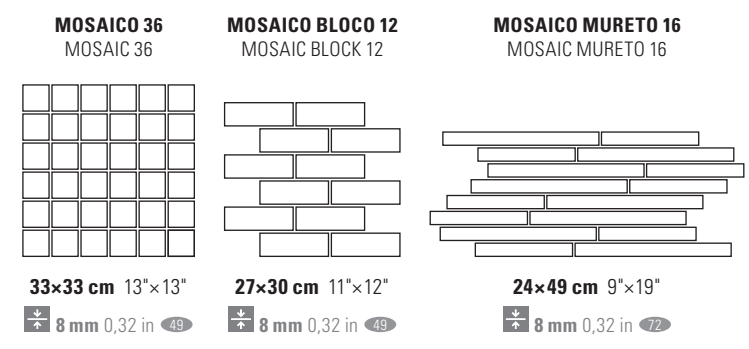 MOSAICO 36
MOSAIC 36
33×33 cm 13"×13"
8 mm 0,32 in 49
MOSAICO BLOCO 12
MOSAIC BLOCK 12
27×30 cm 11"×12"
8 mm 0,32 in 49
MOSAICO MURETO 16
MOSAIC MURETO 16
24×49 cm 9"×19"
8 mm 0,32 in 72